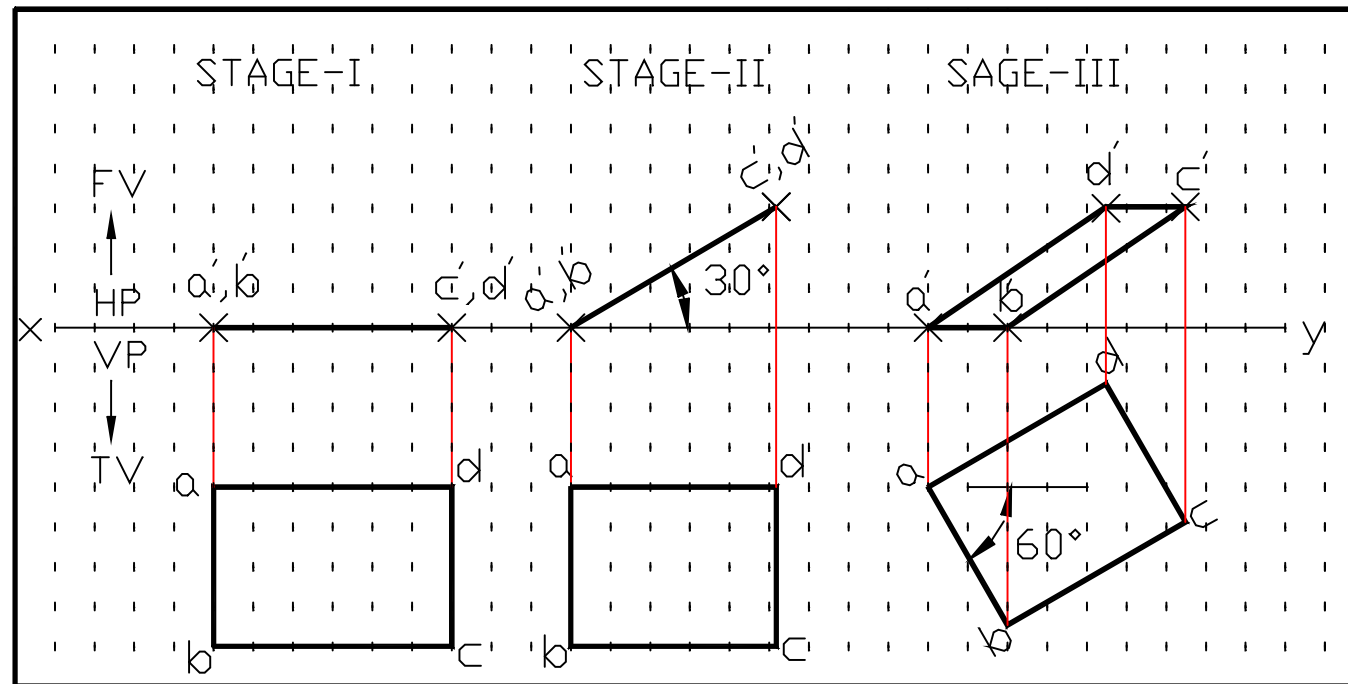 STAGE-I STAGE-II SAGE-III
FV
HP
X y
VP
TV
a′,b′ c′,d′
a d
b c
a′,b′ c′,d′
30°
a d
b c
a′ b′ d′ c′
a d
b c
60°